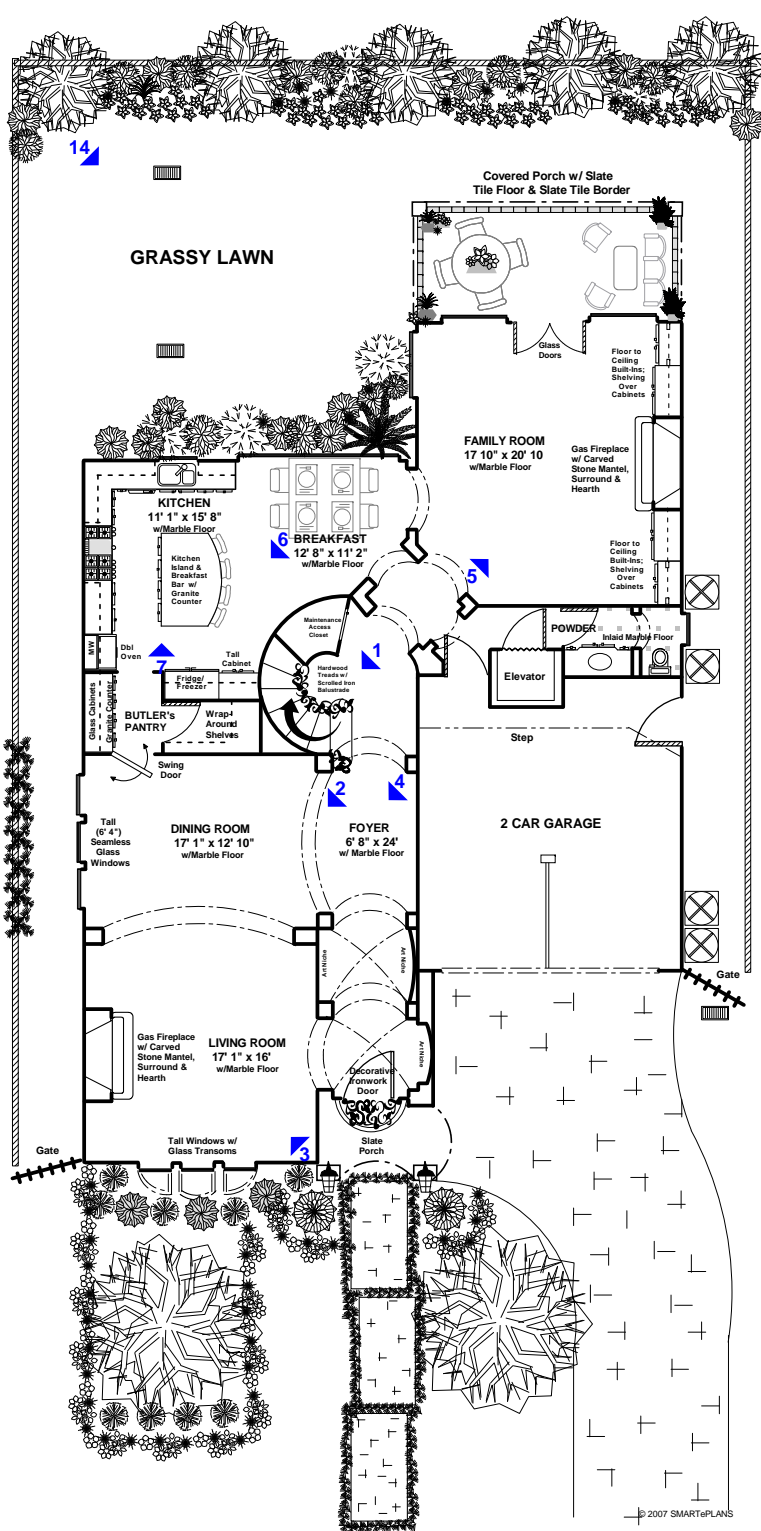 14
Covered Porch w/ Slate
Tile Floor & Slate Tile Border
GRASSY LAWN
Glass
Doors
Floor to
Ceiling
Built-Ins;
Shelving
Over
Cabinets
FAMILY ROOM
17' 10" x 20' 10
w/Marble Floor
Gas Fireplace
w/ Carved
Stone Mantel,
Surround &
Hearth
KITCHEN
11' 1" x 15' 8"
w/Marble Floor
6
BREAKFAST
12' 8" x 11' 2"
w/Marble Floor
Kitchen
Island &
Breakfast
Bar w/
Granite
Counter
Floor to
Ceiling
Built-Ins;
Shelving
Over
Cabinets
5
Maintenance
Access
Closet
1
POWDER
Inlaid Marble Floor
MW
Dbl
Oven
7
Tall
Cabinet
Fridge/
Freezer
Hardwood
Treads w/
Scrolled Iron
Balustrade
Elevator
Glass Cabinets
Granite Counter
BUTLER's
PANTRY
Wrap-
Around
Shelves
Step
Swing
Door
2
4
Tall
(6' 4")
Seamless
Glass
Windows
DINING ROOM
17' 1" x 12' 10"
w/Marble Floor
FOYER
6' 8" x 24'
w/ Marble Floor
2 CAR GARAGE
Art Niche
Art Niche
Gate
Gas Fireplace
w/ Carved
Stone Mantel,
Surround &
Hearth
LIVING ROOM
17' 1" x 16'
w/Marble Floor
Art Niche
Decorative
Ironwork
Door
Gate
Tall Windows w/
Glass Transoms
3
Slate
Porch
© 2007 SMARTePLANS